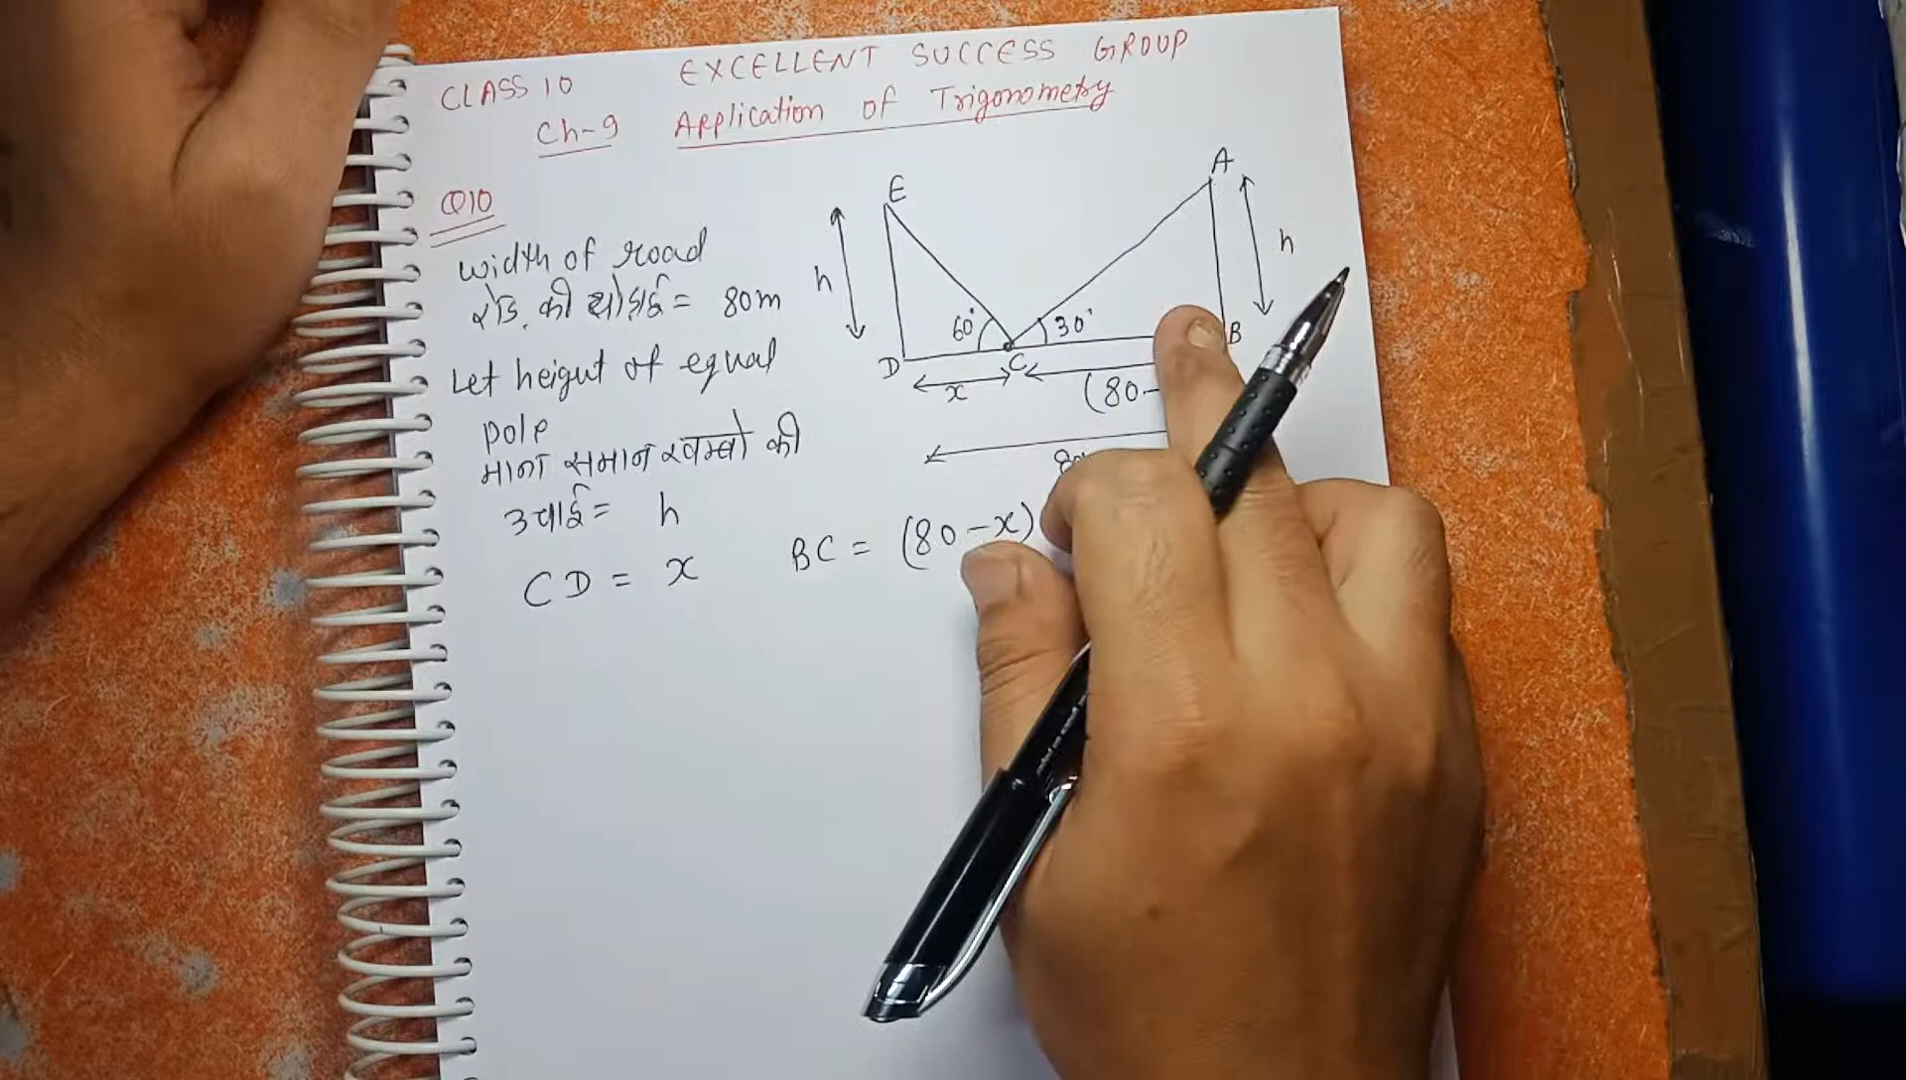 CLASS 10 EXCELLENT SUCCESS GROUP
Ch-9 Application of Trigonometry
Q10
width of road
की = 80m
Let height of equal
pole
माना समान खम्बो की
= h
CD = x BC = (80-x)
E
A
h
h
60°
30°
D
C
B
x
(80-